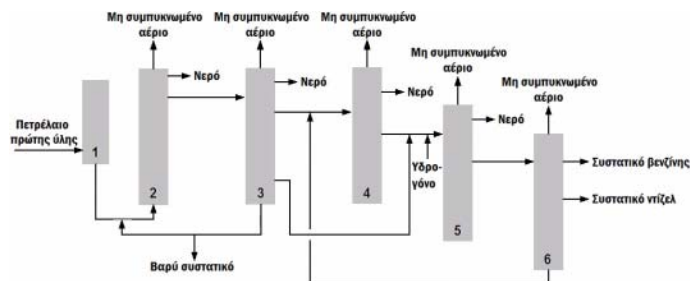 Μη συμπυκνωμένο
αέριο
Μη συμπυκνωμένο
αέριο
Μη συμπυκνωμένο
αέριο
Μη συμπυκνωμένο
αέριο
Μη συμπυκνωμένο
αέριο
Νερό
Νερό
Νερό
Νερό
Πετρέλαιο
πρώτης ύλης
Υδρο-
γόνο
Συστατικό βενζίνης
Συστατικό ντίζελ
1
2
3
4
5
6
Βαρύ συστατικό